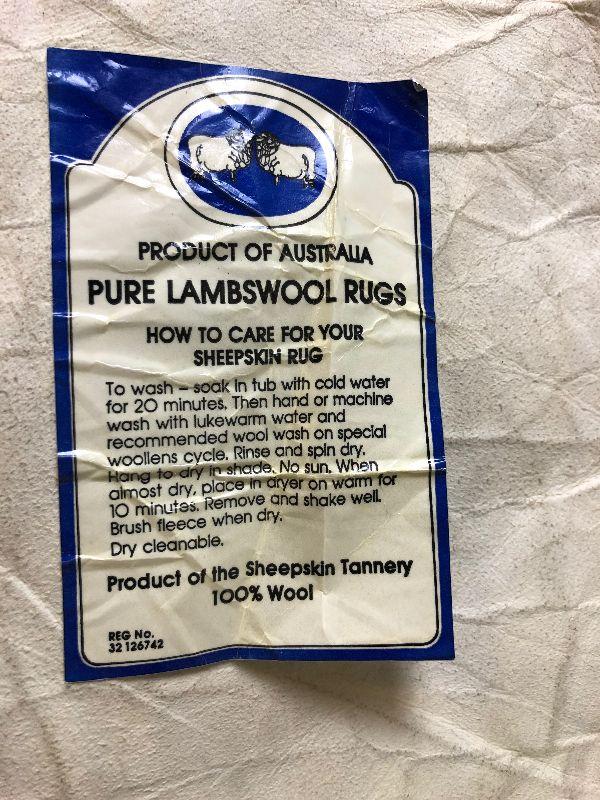 PRODUCT OF AUSTRALIA
PURE LAMBSWOOL RUGS
HOW TO CARE FOR YOUR
SHEEPSKIN RUG
To wash – soak in tub with cold water
for 20 minutes. Then hand or machine
wash with lukewarm water and
recommended wool wash on special
woollens cycle. Rinse and spin dry.
Hang to dry in shade. No sun. When
almost dry, place in dryer on warm for
10 minutes. Remove and shake well.
Brush fleece when dry.
Dry cleanable.
Product of the Sheepskin Tannery
100% Wool
REG No.
32 126742